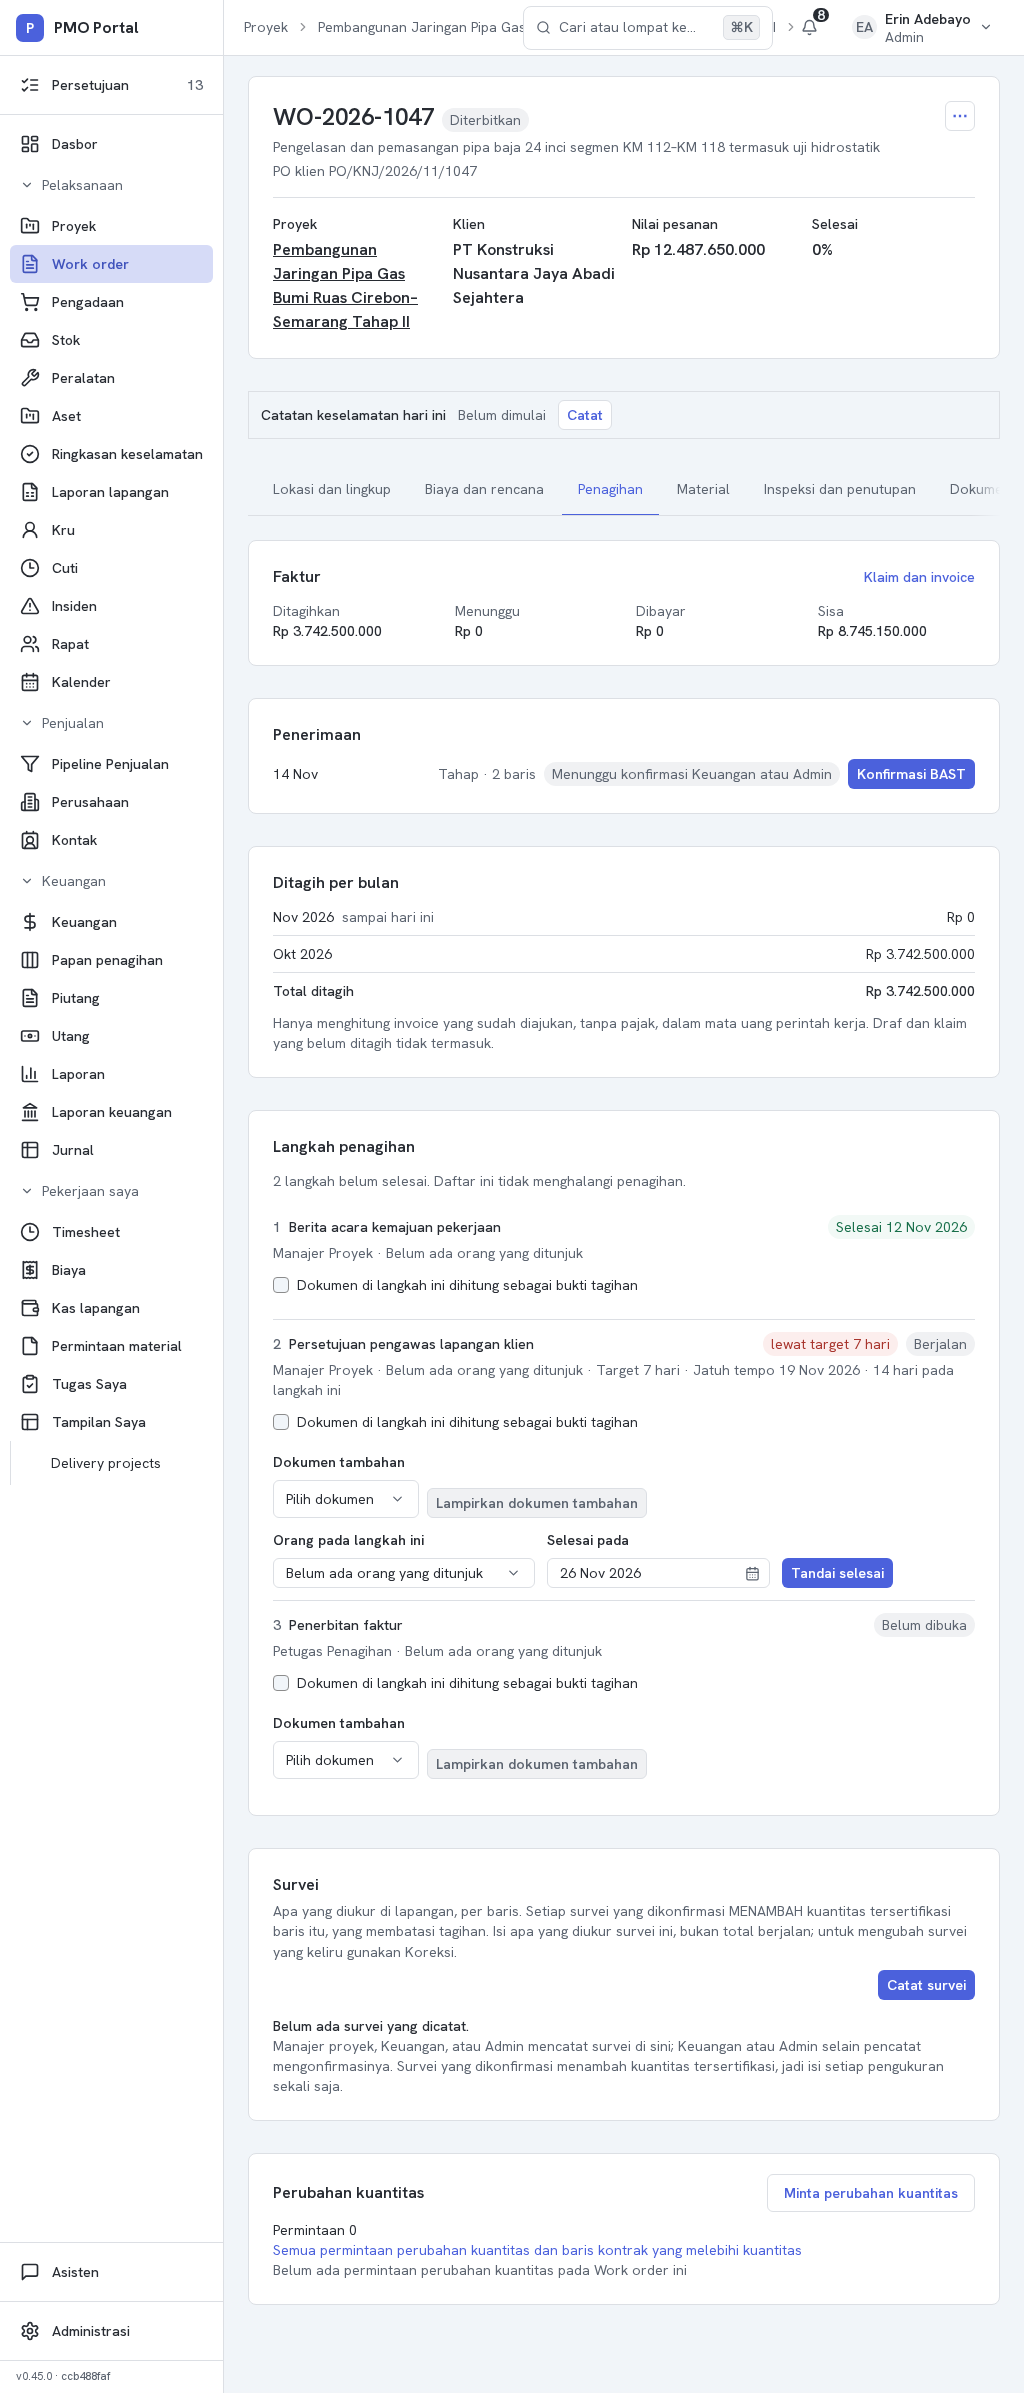 P PMO Portal
Proyek
Pembangunan Jaringan Pipa Gas
Cari atau lompat ke...
⌘K
8
EA
Erin Adebayo
Admin
Persetujuan 13
Dasbor
Pelaksanaan
Proyek
Work order
Pengadaan
Stok
Peralatan
Aset
Ringkasan keselamatan
Laporan lapangan
Kru
Cuti
Insiden
Rapat
Kalender
Penjualan
Pipeline Penjualan
Perusahaan
Kontak
Keuangan
Keuangan
Papan penagihan
Piutang
Utang
Laporan
Laporan keuangan
Jurnal
Pekerjaan saya
Timesheet
Biaya
Kas lapangan
Permintaan material
Tugas Saya
Tampilan Saya
Delivery projects
Asisten
Administrasi
v0.45.0 · ccb488faf
WO-2026-1047 Diterbitkan
Pengelasan dan pemasangan pipa baja 24 inci segmen KM 112–KM 118 termasuk uji hidrostatik
PO klien PO/KNJ/2026/11/1047
Proyek
Pembangunan
Jaringan Pipa Gas
Bumi Ruas Cirebon–
Semarang Tahap II
Klien
PT Konstruksi
Nusantara Jaya Abadi
Sejahtera
Nilai pesanan
Rp 12.487.650.000
Selesai
0%
Catatan keselamatan hari ini Belum dimulai Catat
Lokasi dan lingkup Biaya dan rencana Penagihan Material Inspeksi dan penutupan
Faktur Klaim dan invoice
Ditagihkan Menunggu Dibayar Sisa
Rp 3.742.500.000 Rp 0 Rp 0 Rp 8.745.150.000
Penerimaan
14 Nov Tahap · 2 baris Menunggu konfirmasi Keuangan atau Admin Konfirmasi BAST
Ditagih per bulan
Nov 2026 sampai hari ini Rp 0
Okt 2026 Rp 3.742.500.000
Total ditagih Rp 3.742.500.000
Hanya menghitung invoice yang sudah diajukan, tanpa pajak, dalam mata uang perintah kerja. Draf dan klaim
yang belum ditagih tidak termasuk.
Langkah penagihan
2 langkah belum selesai. Daftar ini tidak menghalangi penagihan.
1 Berita acara kemajuan pekerjaan Selesai 12 Nov 2026
Manajer Proyek · Belum ada orang yang ditunjuk
Dokumen di langkah ini dihitung sebagai bukti tagihan
2 Persetujuan pengawas lapangan klien lewat target 7 hari Berjalan
Manajer Proyek · Belum ada orang yang ditunjuk · Target 7 hari · Jatuh tempo 19 Nov 2026 · 14 hari pada
langkah ini
Dokumen di langkah ini dihitung sebagai bukti tagihan
Dokumen tambahan
Pilih dokumen Lampirkan dokumen tambahan
Orang pada langkah ini Selesai pada
Belum ada orang yang ditunjuk 26 Nov 2026 Tandai selesai
3 Penerbitan faktur Belum dibuka
Petugas Penagihan · Belum ada orang yang ditunjuk
Dokumen di langkah ini dihitung sebagai bukti tagihan
Dokumen tambahan
Pilih dokumen Lampirkan dokumen tambahan
Survei
Apa yang diukur di lapangan, per baris. Setiap survei yang dikonfirmasi MENAMBAH kuantitas tersertifikasi
baris itu, yang membatasi tagihan. Isi apa yang diukur survei ini, bukan total berjalan; untuk mengubah survei
yang keliru gunakan Koreksi.
Catat survei
Belum ada survei yang dicatat.
Manajer proyek, Keuangan, atau Admin mencatat survei di sini; Keuangan atau Admin selain pencatat
mengonfirmasinya. Survei yang dikonfirmasi menambah kuantitas tersertifikasi, jadi isi setiap pengukuran
sekali saja.
Perubahan kuantitas Minta perubahan kuantitas
Permintaan 0
Semua permintaan perubahan kuantitas dan baris kontrak yang melebihi kuantitas
Belum ada permintaan perubahan kuantitas pada Work order ini